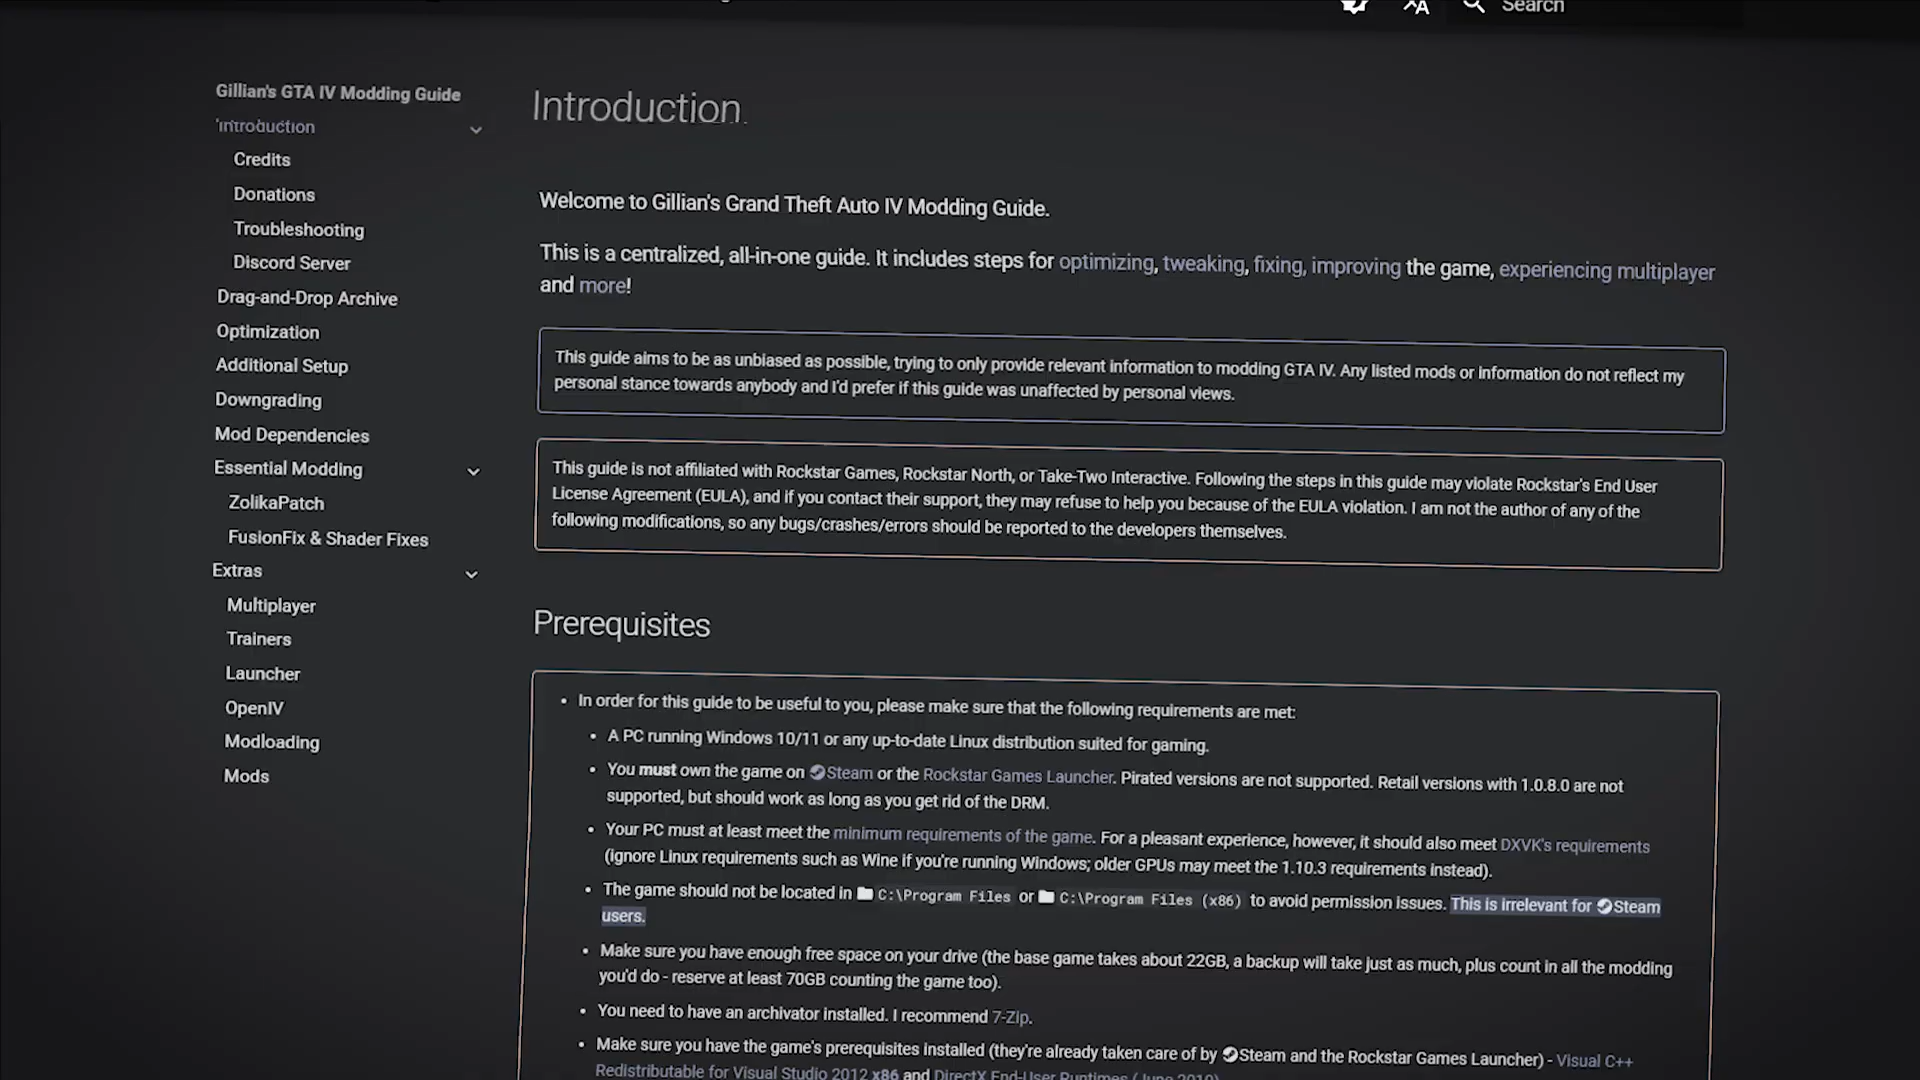 Search
Gillian's GTA IV Modding Guide
Introduction
Credits
Donations
Troubleshooting
Discord Server
Drag-and-Drop Archive
Optimization
Additional Setup
Downgrading
Mod Dependencies
Essential Modding
ZolikaPatch
FusionFix & Shader Fixes
Extras
Multiplayer
Trainers
Launcher
OpenIV
Modloading
Mods
Introduction
Welcome to Gillian's Grand Theft Auto IV Modding Guide.
This is a centralized, all-in-one guide. It includes steps for optimizing, tweaking, fixing, improving the game, experiencing multiplayer
and more!
This guide aims to be as unbiased as possible, trying to only provide relevant information to modding GTA IV. Any listed mods or information do not reflect my
personal stance towards anybody and I'd prefer if this guide was unaffected by personal views.
This guide is not affiliated with Rockstar Games, Rockstar North, or Take-Two Interactive. Following the steps in this guide may violate Rockstar's End User
License Agreement (EULA), and if you contact their support, they may refuse to help you because of the EULA violation. I am not the author of any of the
following modifications, so any bugs/crashes/errors should be reported to the developers themselves.
Prerequisites
• In order for this guide to be useful to you, please make sure that the following requirements are met:
• A PC running Windows 10/11 or any up-to-date Linux distribution suited for gaming.
• You must own the game on Steam or the Rockstar Games Launcher. Pirated versions are not supported. Retail versions with 1.0.8.0 are not
supported, but should work as long as you get rid of the DRM.
• Your PC must at least meet the minimum requirements of the game. For a pleasant experience, however, it should also meet DXVK's requirements
(ignore Linux requirements such as Wine if you're running Windows; older GPUs may meet the 1.10.3 requirements instead).
• The game should not be located in C:\Program Files or C:\Program Files (x86) to avoid permission issues. This is irrelevant for Steam
users.
• Make sure you have enough free space on your drive (the base game takes about 22GB, a backup will take just as much, plus count in all the modding
you'd do - reserve at least 70GB counting the game too).
• You need to have an archivator installed. I recommend 7-Zip.
• Make sure you have the game's prerequisites installed (they're already taken care of by Steam and the Rockstar Games Launcher) - Visual C++
Redistributable for Visual Studio 2012 x86 and DirectX End-User Runtimes (June 2010)